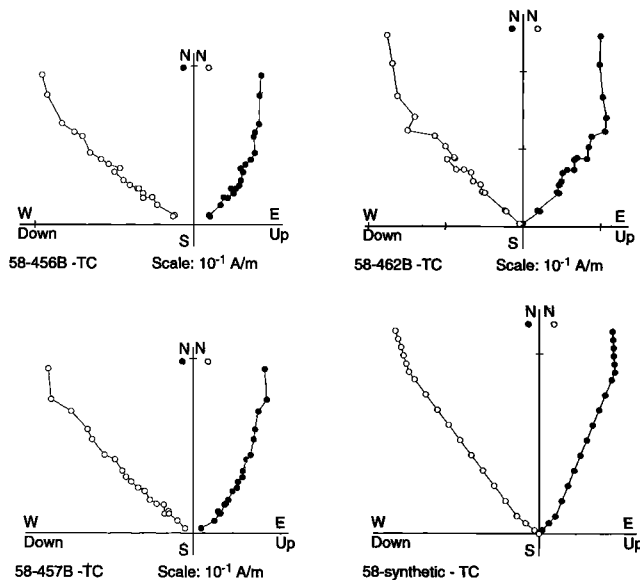 N N
W E
Down S Up
58-456B -TC Scale: 10⁻¹ A/m
N N
W E
Down S Up
58-462B -TC Scale: 10⁻¹ A/m
N N
W E
Down S Up
58-457B -TC Scale: 10⁻¹ A/m
N N
W E
Down S Up
58-synthetic - TC